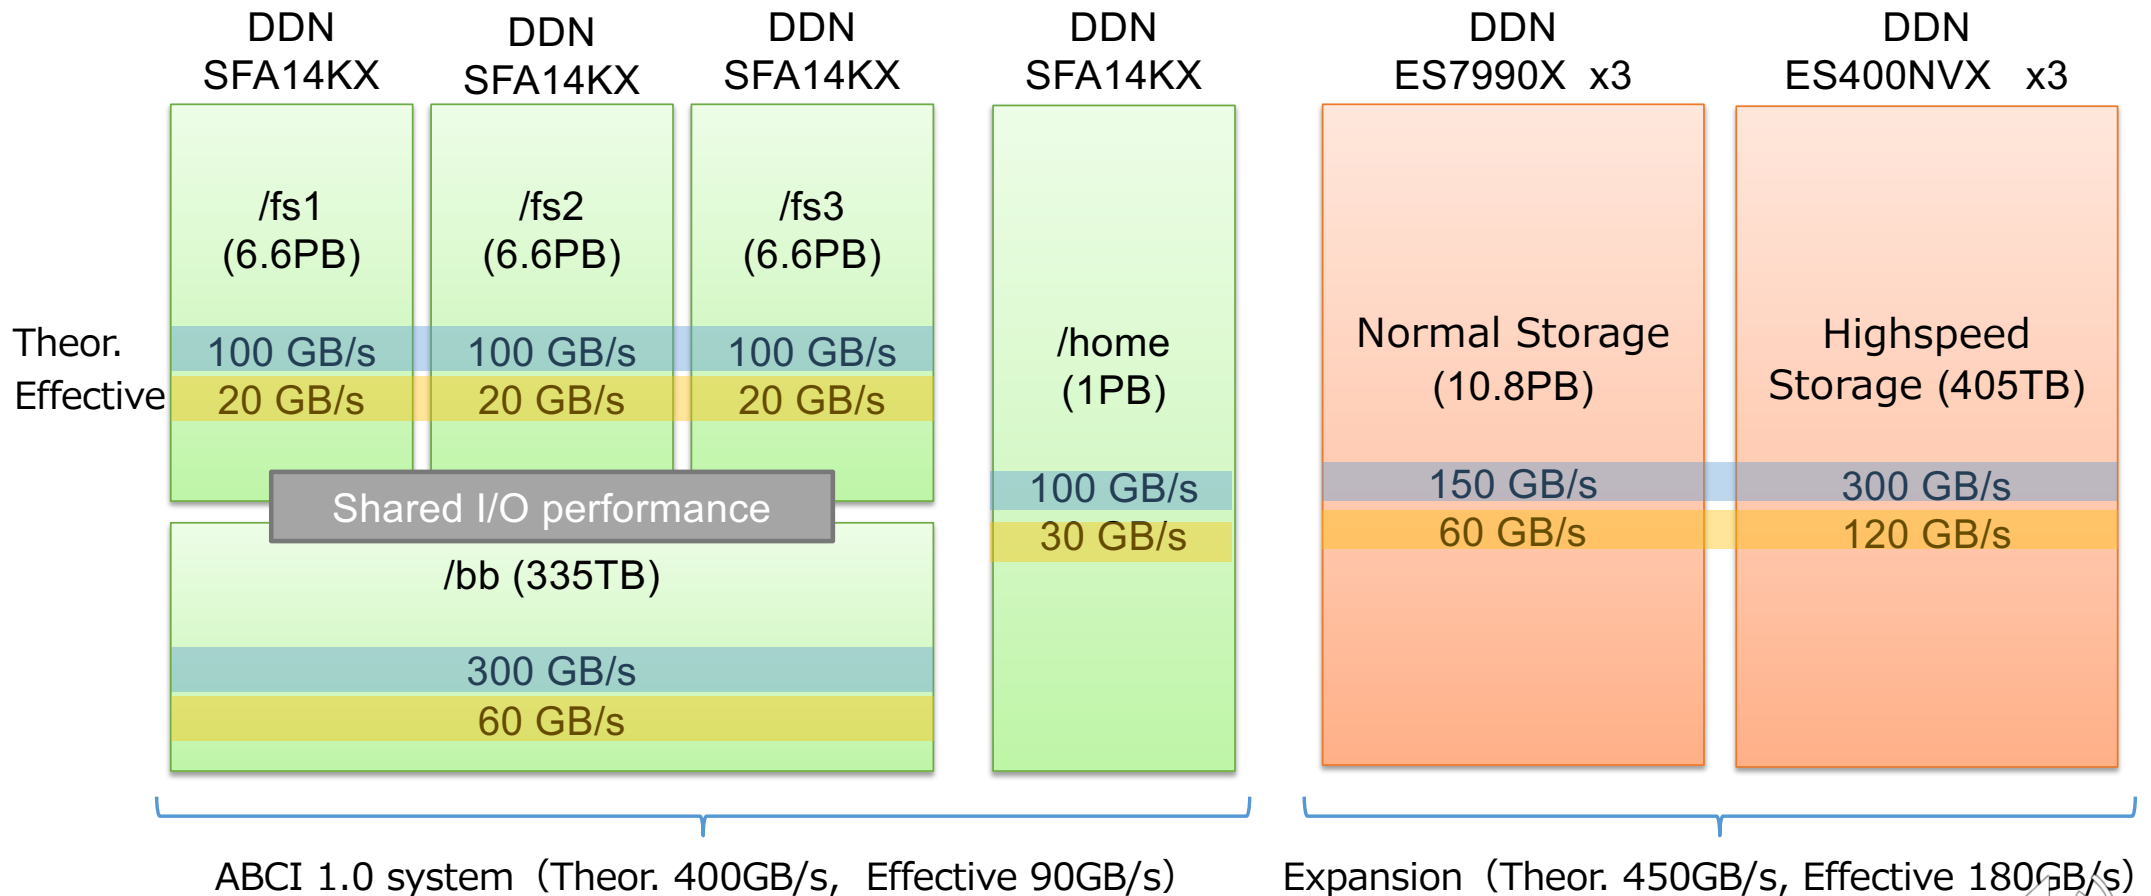 DDN
SFA14KX
DDN
SFA14KX
DDN
SFA14KX
DDN
SFA14KX
DDN
ES7990X x3
DDN
ES400NVX x3
/fs1
(6.6PB)
/fs2
(6.6PB)
/fs3
(6.6PB)
/home
(1PB)
Normal Storage
(10.8PB)
Highspeed
Storage (405TB)
Theor.
100 GB/s
100 GB/s
100 GB/s
Effective
20 GB/s
20 GB/s
20 GB/s
100 GB/s
30 GB/s
150 GB/s
300 GB/s
60 GB/s
120 GB/s
Shared I/O performance
/bb (335TB)
300 GB/s
60 GB/s
ABCI 1.0 system（Theor. 400GB/s, Effective 90GB/s）
Expansion（Theor. 450GB/s, Effective 180GB/s）